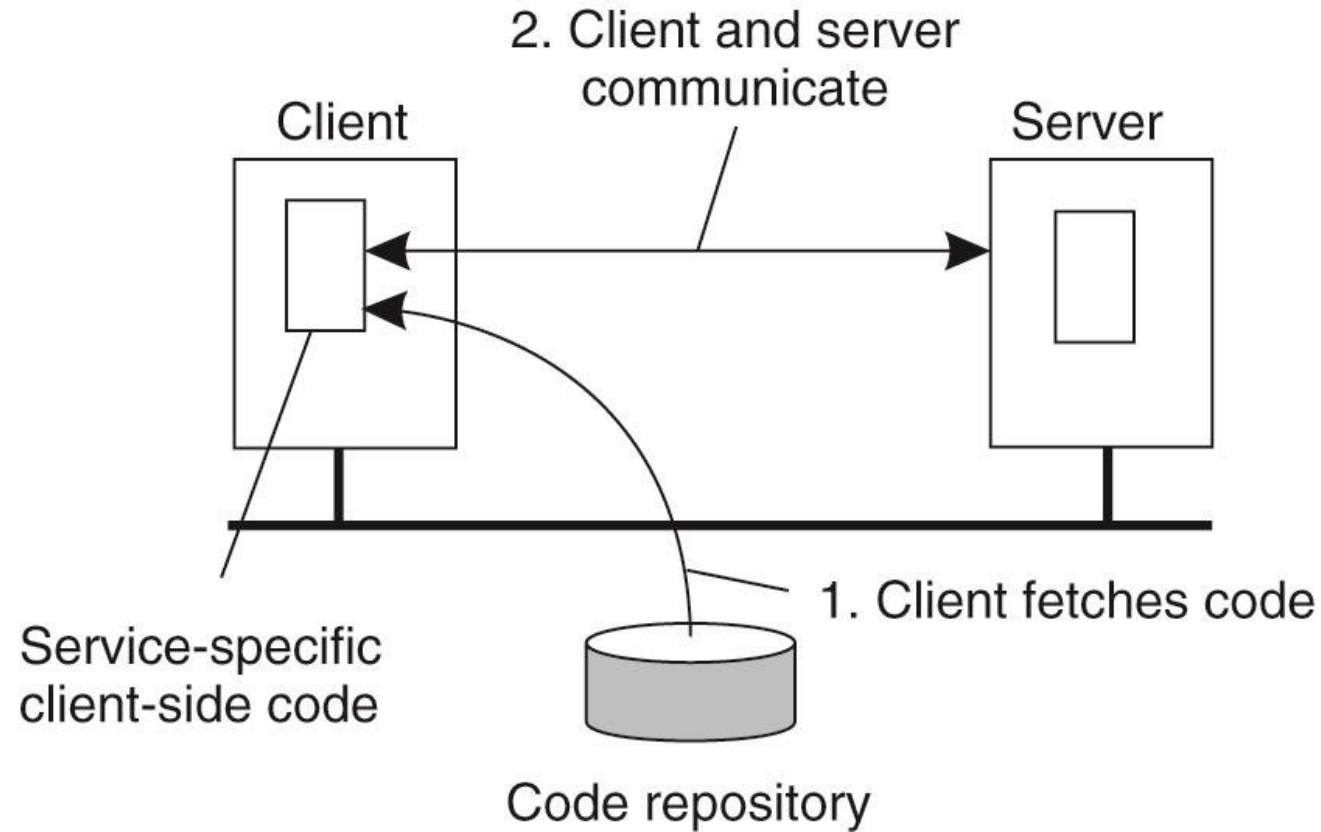 2. Client and server
communicate
Client
Server
1. Client fetches code
Service-specific
client-side code
Code repository